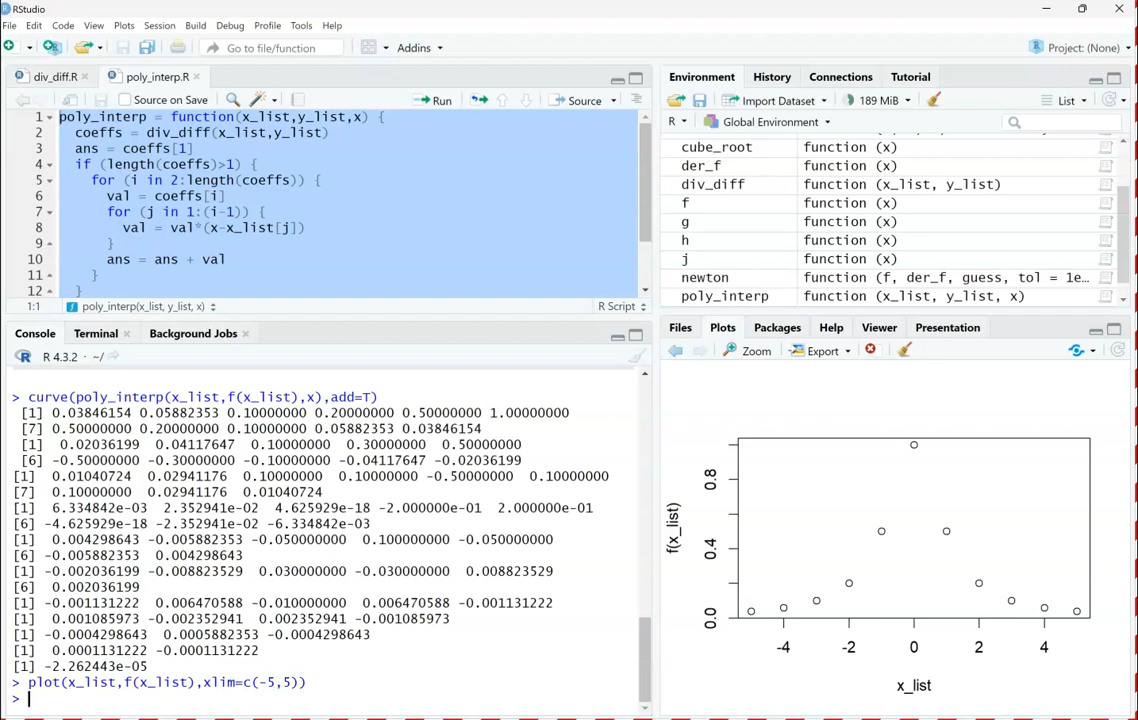 RStudio
File Edit Code View Plots Session Build Debug Profile Tools Help
Go to file/function
Addins
Project: (None)
div_diff.R
poly_interp.R
Source on Save
Run
Source
1 poly_interp = function(x_list,y_list,x) {
2 coeffs = div_diff(x_list,y_list)
3 ans = coeffs[1]
4 if (length(coeffs)>1) {
5 for (i in 2:length(coeffs)) {
6 val = coeffs[i]
7 for (j in 1:(i-1)) {
8 val = val*(x-x_list[j])
9 }
10 ans = ans + val
11 }
12 }
1:1 poly_interp(x_list, y_list, x) R Script
Console Terminal Background Jobs
R 4.3.2 · ~/
> curve(poly_interp(x_list,f(x_list),x),add=T)
[1] 0.03846154 0.05882353 0.10000000 0.20000000 0.50000000 1.00000000
[7] 0.50000000 0.20000000 0.10000000 0.05882353 0.03846154
[1] 0.02036199 0.04117647 0.10000000 0.30000000 0.50000000
[6] -0.50000000 -0.30000000 -0.10000000 -0.04117647 -0.02036199
[1] 0.01040724 0.02941176 0.10000000 0.10000000 -0.50000000 0.10000000
[7] 0.10000000 0.02941176 0.01040724
[1] 6.334842e-03 2.352941e-02 4.625929e-18 -2.000000e-01 2.000000e-01
[6] -4.625929e-18 -2.352941e-02 -6.334842e-03
[1] 0.004298643 -0.005882353 -0.050000000 0.100000000 -0.050000000
[6] -0.005882353 0.004298643
[1] -0.002036199 -0.008823529 0.030000000 -0.030000000 0.008823529
[6] 0.002036199
[1] -0.001131222 0.006470588 -0.010000000 0.006470588 -0.001131222
[1] 0.001085973 -0.002352941 0.002352941 -0.001085973
[1] -0.0004298643 0.0005882353 -0.0004298643
[1] 0.0001131222 -0.0001131222
[1] -2.262443e-05
> plot(x_list,f(x_list),xlim=c(-5,5))
>
Environment History Connections Tutorial
Import Dataset 189 MiB List
R Global Environment
cube_root function (x)
der_f function (x)
div_diff function (x_list, y_list)
f function (x)
g function (x)
h function (x)
j function (x)
newton function (f, der_f, guess, tol = 1e…
poly_interp function (x_list, y_list, x)
Files Plots Packages Help Viewer Presentation
Zoom Export
f(x_list)
0.8
0.4
0.0
-4 -2 0 2 4
x_list